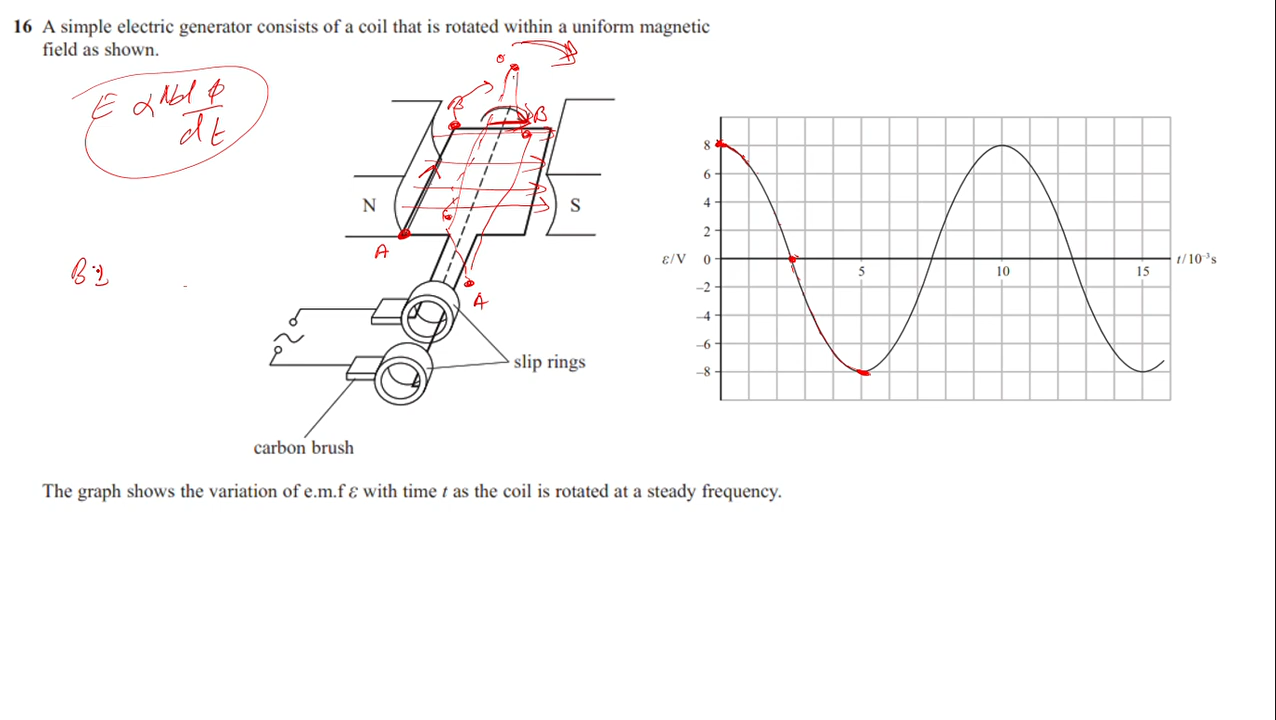 16 A simple electric generator consists of a coil that is rotated within a uniform magnetic
field as shown.
E α Nd φ
dt
B
B
A
N
S
A
slip rings
carbon brush
8
6
4
2
0
−2
−4
−6
−8
ε/V
5
10
15
t/10⁻³s
The graph shows the variation of e.m.f ε with time t as the coil is rotated at a steady frequency.